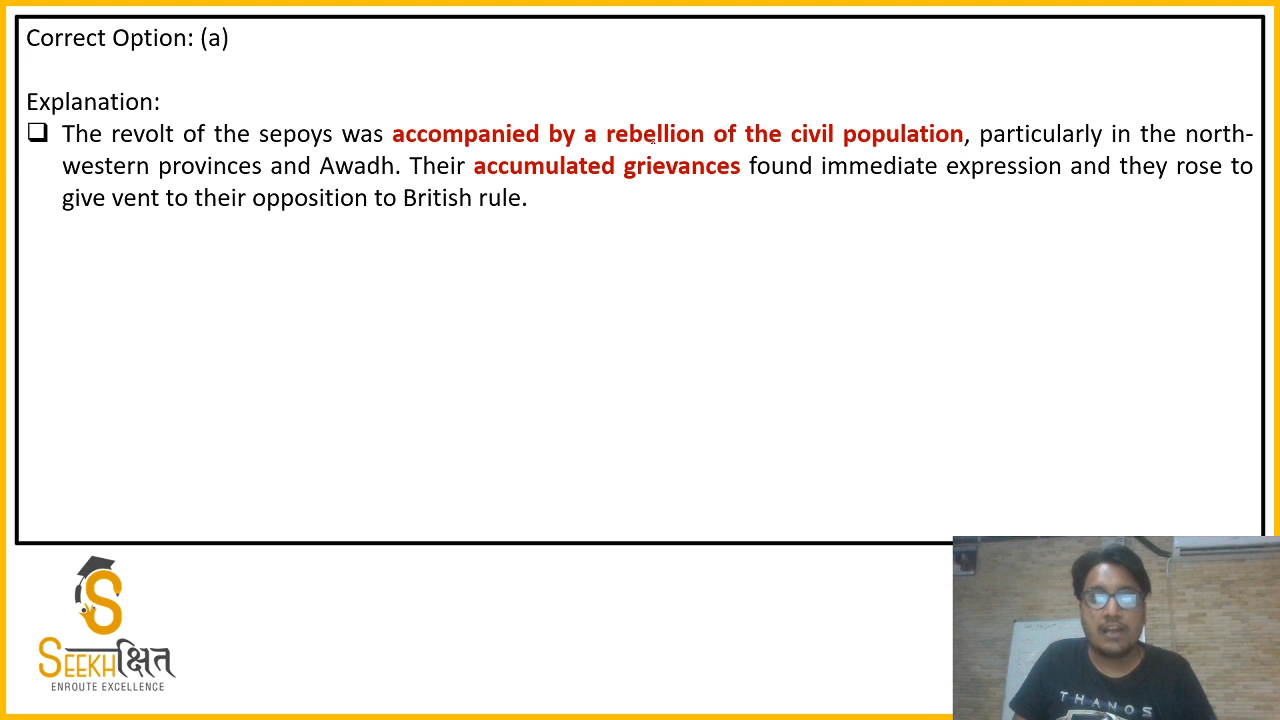 Correct Option: (a)
Explanation:
❑ The revolt of the sepoys was accompanied by a rebellion of the civil population, particularly in the north-
western provinces and Awadh. Their accumulated grievances found immediate expression and they rose to
give vent to their opposition to British rule.
S
SEEKHक्षित
ENROUTE EXCELLENCE
THANOS